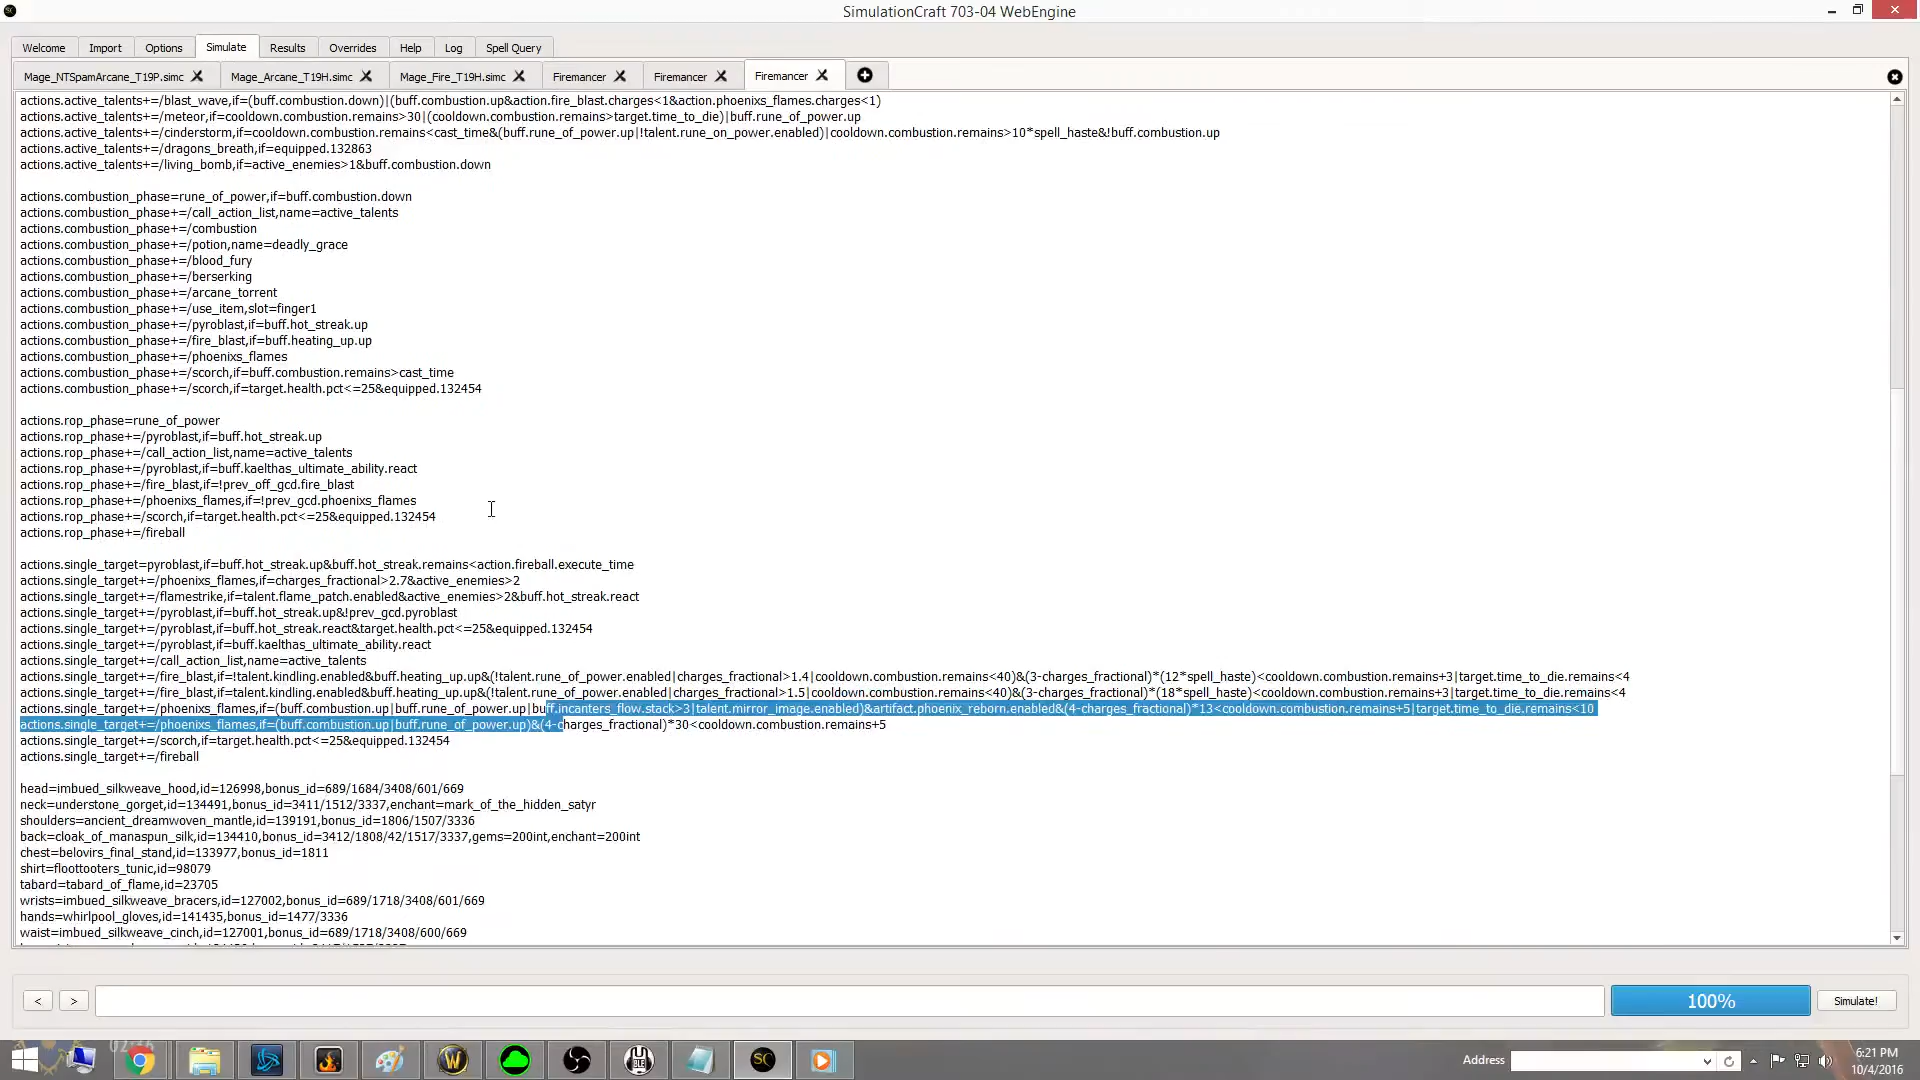 SimulationCraft 703-04 WebEngine
Welcome Import Options Simulate Results Overrides Help Log Spell Query
Mage_NTSpamArcane_T19P.simc Mage_Arcane_T19H.simc Mage_Fire_T19H.simc Firemancer Firemancer Firemancer
actions.active_talents+=/blast_wave,if=(buff.combustion.down)|(buff.combustion.up&action.fire_blast.charges<1&action.phoenixs_flames.charges<1)
actions.active_talents+=/meteor,if=cooldown.combustion.remains>30|(cooldown.combustion.remains>target.time_to_die)|buff.rune_of_power.up
actions.active_talents+=/cinderstorm,if=cooldown.combustion.remains<cast_time&(buff.rune_of_power.up|!talent.rune_on_power.enabled)|cooldown.combustion.remains>10*spell_haste&!buff.combustion.up
actions.active_talents+=/dragons_breath,if=equipped.132863
actions.active_talents+=/living_bomb,if=active_enemies>1&buff.combustion.down
actions.combustion_phase=rune_of_power,if=buff.combustion.down
actions.combustion_phase+=/call_action_list,name=active_talents
actions.combustion_phase+=/combustion
actions.combustion_phase+=/potion,name=deadly_grace
actions.combustion_phase+=/blood_fury
actions.combustion_phase+=/berserking
actions.combustion_phase+=/arcane_torrent
actions.combustion_phase+=/use_item,slot=finger1
actions.combustion_phase+=/pyroblast,if=buff.hot_streak.up
actions.combustion_phase+=/fire_blast,if=buff.heating_up.up
actions.combustion_phase+=/phoenixs_flames
actions.combustion_phase+=/scorch,if=buff.combustion.remains>cast_time
actions.combustion_phase+=/scorch,if=target.health.pct<=25&equipped.132454
actions.rop_phase=rune_of_power
actions.rop_phase+=/pyroblast,if=buff.hot_streak.up
actions.rop_phase+=/call_action_list,name=active_talents
actions.rop_phase+=/pyroblast,if=buff.kaelthas_ultimate_ability.react
actions.rop_phase+=/fire_blast,if=!prev_off_gcd.fire_blast
actions.rop_phase+=/phoenixs_flames,if=!prev_gcd.phoenixs_flames
actions.rop_phase+=/scorch,if=target.health.pct<=25&equipped.132454
actions.rop_phase+=/fireball
actions.single_target=pyroblast,if=buff.hot_streak.up&buff.hot_streak.remains<action.fireball.execute_time
actions.single_target+=/phoenixs_flames,if=charges_fractional>2.7&active_enemies>2
actions.single_target+=/flamestrike,if=talent.flame_patch.enabled&active_enemies>2&buff.hot_streak.react
actions.single_target+=/pyroblast,if=buff.hot_streak.up&!prev_gcd.pyroblast
actions.single_target+=/pyroblast,if=buff.hot_streak.react&target.health.pct<=25&equipped.132454
actions.single_target+=/pyroblast,if=buff.kaelthas_ultimate_ability.react
actions.single_target+=/call_action_list,name=active_talents
actions.single_target+=/fire_blast,if=!talent.kindling.enabled&buff.heating_up.up&(!talent.rune_of_power.enabled|charges_fractional>1.4|cooldown.combustion.remains<40)&(3-charges_fractional)*(12*spell_haste)<cooldown.combustion.remains+3|target.time_to_die.remains<4
actions.single_target+=/fire_blast,if=talent.kindling.enabled&buff.heating_up.up&(!talent.rune_of_power.enabled|charges_fractional>1.5|cooldown.combustion.remains<40)&(3-charges_fractional)*(18*spell_haste)<cooldown.combustion.remains+3|target.time_to_die.remains<4
actions.single_target+=/phoenixs_flames,if=(buff.combustion.up|buff.rune_of_power.up|buff.incanters_flow.stack>3|talent.mirror_image.enabled)&artifact.phoenix_reborn.enabled&(4-charges_fractional)*13<cooldown.combustion.remains+5|target.time_to_die.remains<10
actions.single_target+=/phoenixs_flames,if=(buff.combustion.up|buff.rune_of_power.up)&(4-charges_fractional)*30<cooldown.combustion.remains+5
actions.single_target+=/scorch,if=target.health.pct<=25&equipped.132454
actions.single_target+=/fireball
head=imbued_silkweave_hood,id=126998,bonus_id=689/1684/3408/601/669
neck=understone_gorget,id=134491,bonus_id=3411/1512/3337,enchant=mark_of_the_hidden_satyr
shoulders=ancient_dreamwoven_mantle,id=139191,bonus_id=1806/1507/3336
back=cloak_of_manaspun_silk,id=134410,bonus_id=3412/1808/42/1517/3337,gems=200int,enchant=200int
chest=belovirs_final_stand,id=133977,bonus_id=1811
shirt=floottooters_tunic,id=98079
tabard=tabard_of_flame,id=23705
wrists=imbued_silkweave_bracers,id=127002,bonus_id=689/1718/3408/601/669
hands=whirlpool_gloves,id=141435,bonus_id=1477/3336
waist=imbued_silkweave_cinch,id=127001,bonus_id=689/1718/3408/600/669
< > 100% Simulate!
Address
6:21 PM
10/4/2016